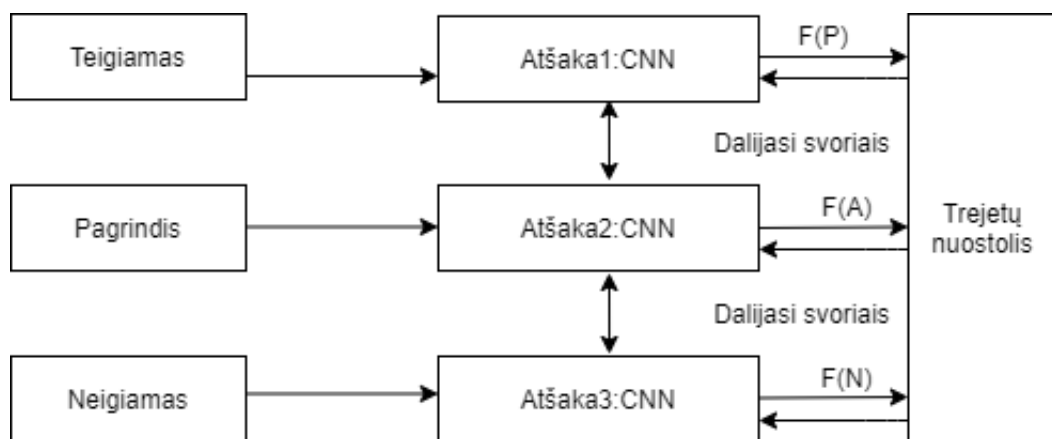 Teigiamas
Atšaka1:CNN
F(P)
Dalijasi svoriais
Pagrindis
Atšaka2:CNN
F(A)
Trejetų
nuostolis
Dalijasi svoriais
Neigiamas
Atšaka3:CNN
F(N)